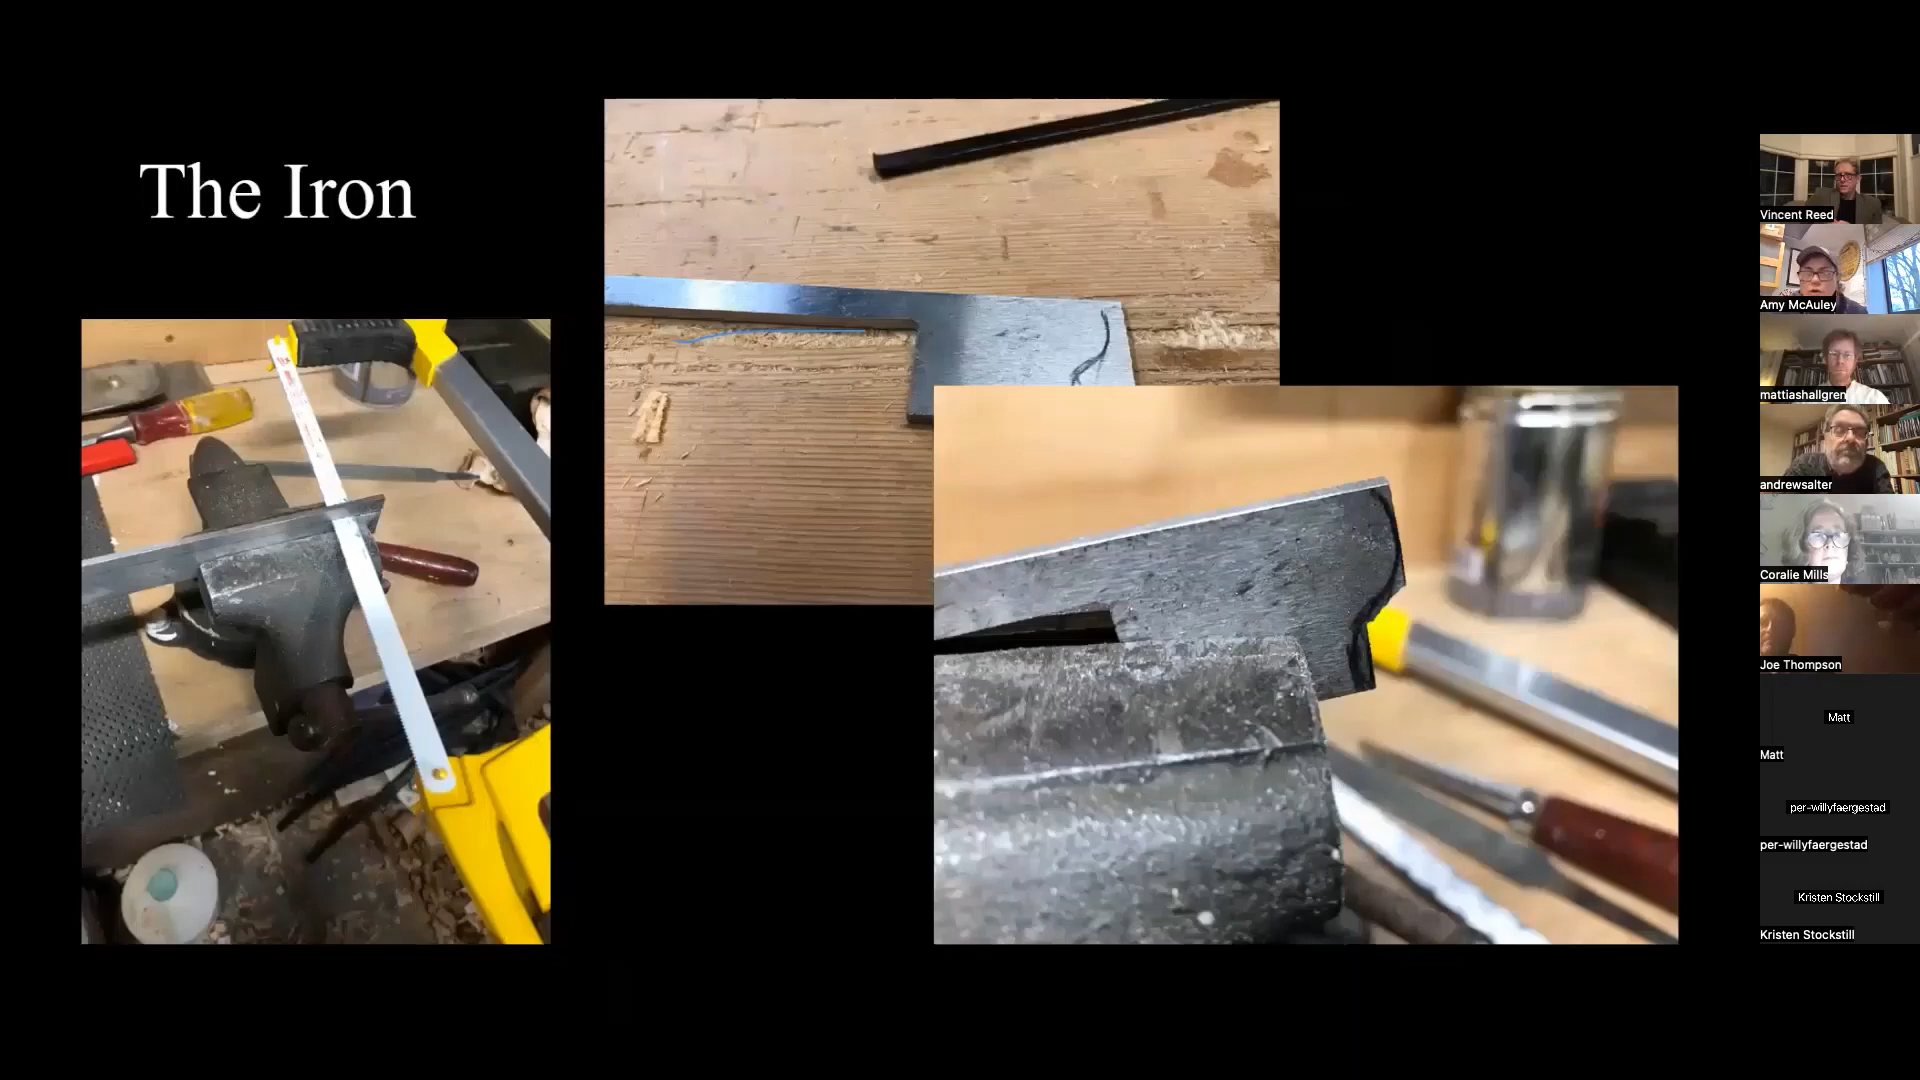 The Iron
Vincent Reed
Amy McAuley
mattiashallgren
andrewsalter
Coralie Mills
Joe Thompson
Matt
Matt
per-willyfaergestad
per-willyfaergestad
Kristen Stockstill
Kristen Stockstill